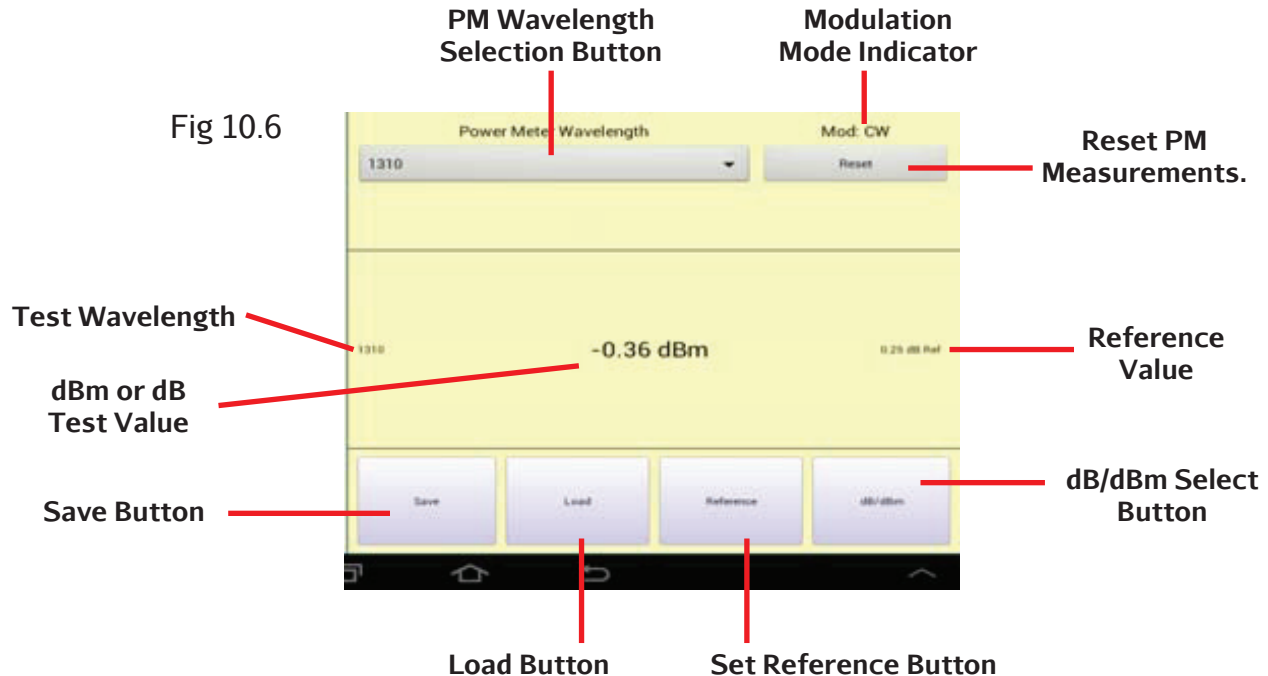 PM Wavelength
Selection Button
Modulation
Mode Indicator
Fig 10.6
Power Meter Wavelength
Mod: CW
1310
Reset
Reset PM
Measurements.
Test Wavelength
1310
-0.36 dBm
0.25 dB Ref
Reference
Value
dBm or dB
Test Value
Save
Load
Reference
dB/dBm
Save Button
dB/dBm Select
Button
Load Button
Set Reference Button